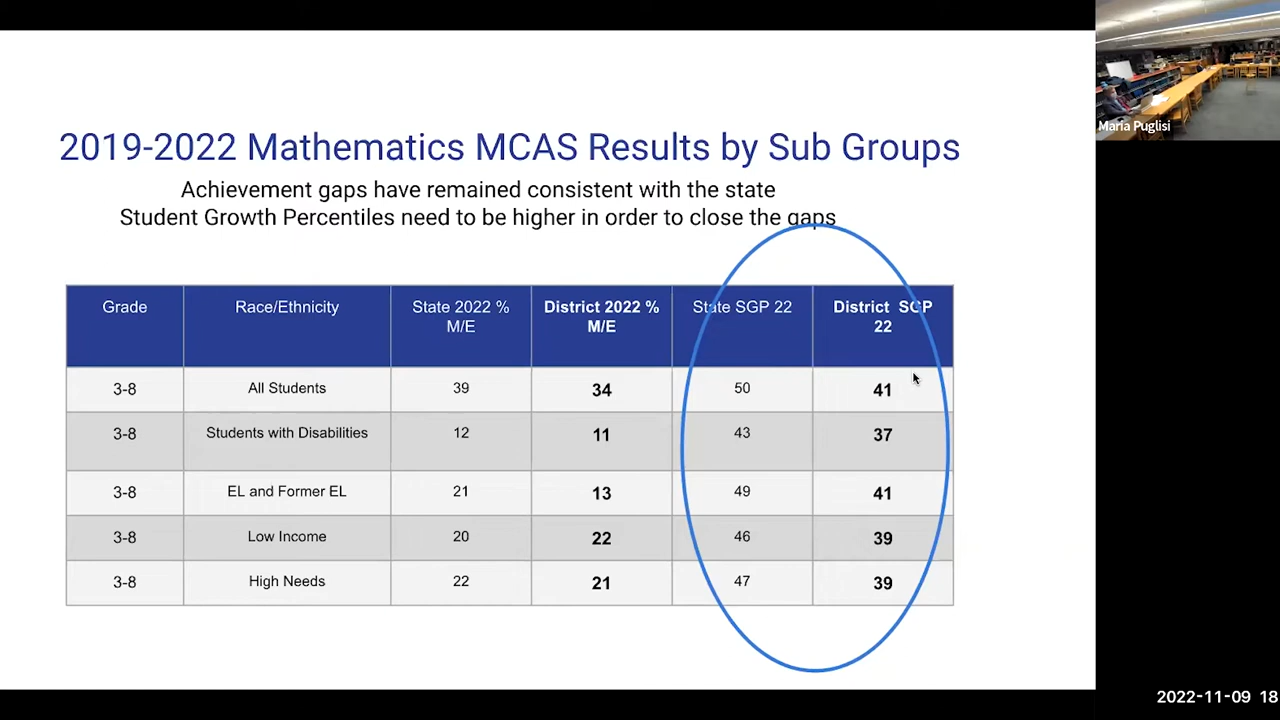 2019-2022 Mathematics MCAS Results by Sub Groups
Achievement gaps have remained consistent with the state
Student Growth Percentiles need to be higher in order to close the gaps
Grade Race/Ethnicity State 2022 % M/E District 2022 % M/E State SGP 22 District SGP 22
3-8 All Students 39 34 50 41
3-8 Students with Disabilities 12 11 43 37
3-8 EL and Former EL 21 13 49 41
3-8 Low Income 20 22 46 39
3-8 High Needs 22 21 47 39
Maria Puglisi
2022-11-09 18